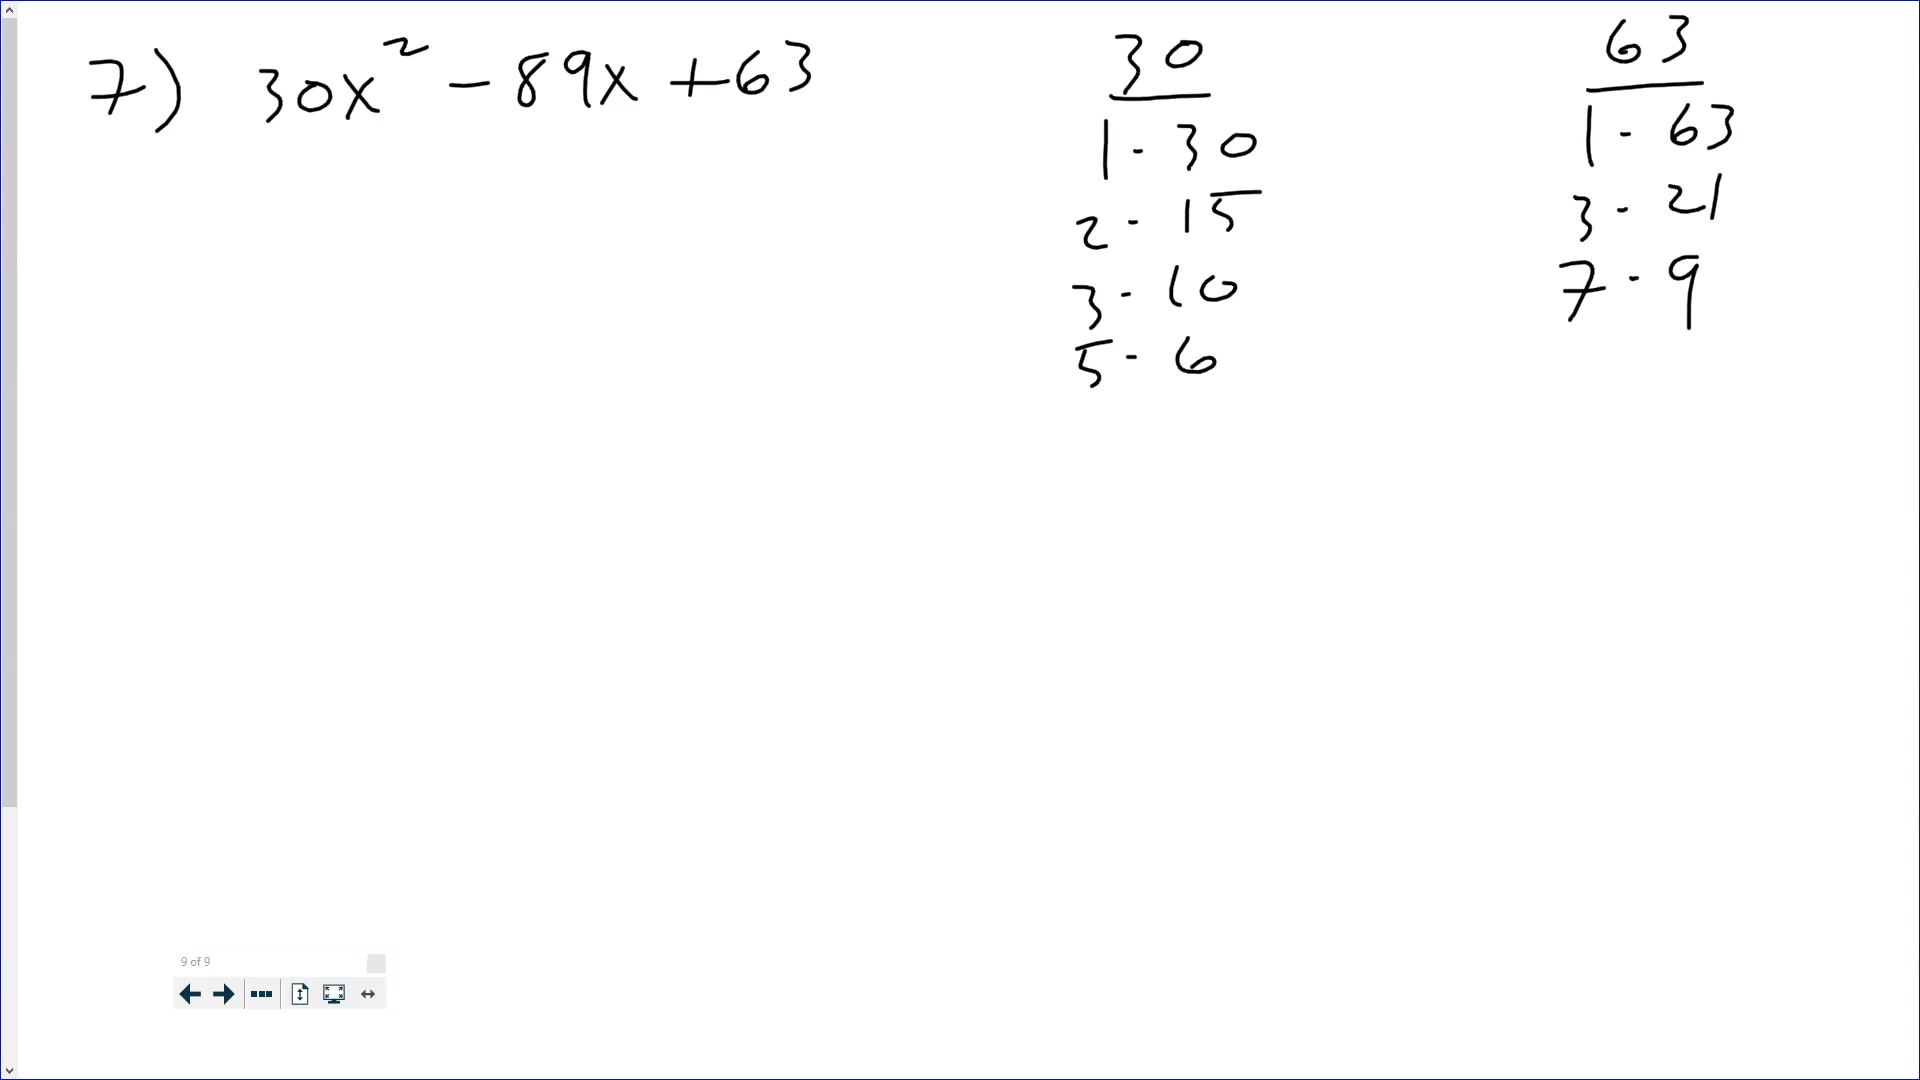 7) 30x² - 89x + 63
30
1 - 30
2 - 15
3 - 10
5 - 6
63
1 - 63
3 - 21
7 - 9
9 of 9